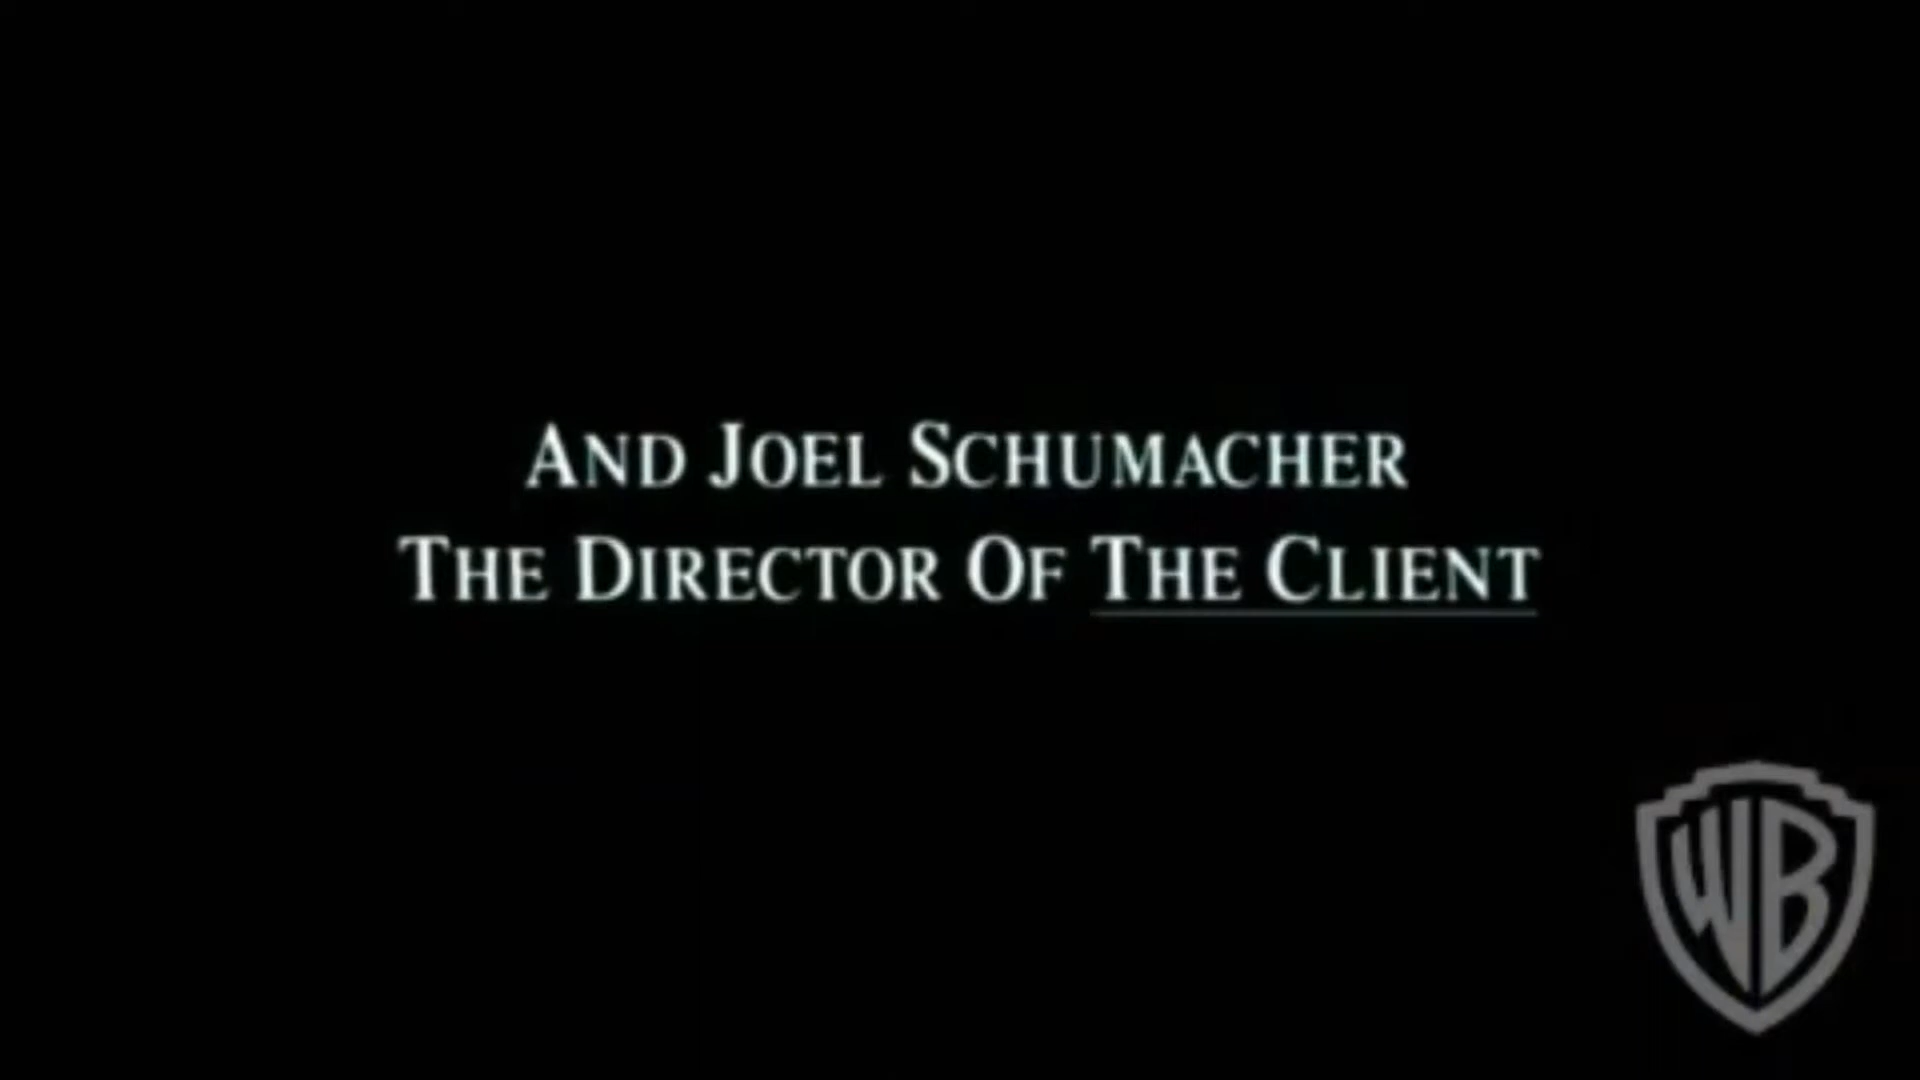 AND JOEL SCHUMACHER
THE DIRECTOR OF THE CLIENT
WB